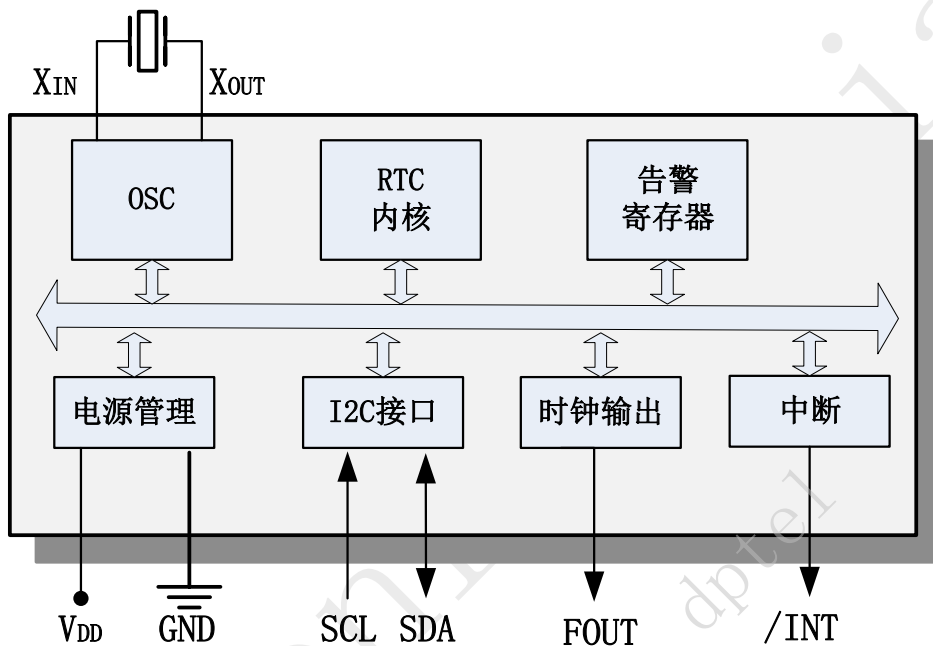 XIN
XOUT
OSC
RTC
内核
告警
寄存器
电源管理
I2C接口
时钟输出
中断
VDD
GND
SCL
SDA
FOUT
/INT
dptel